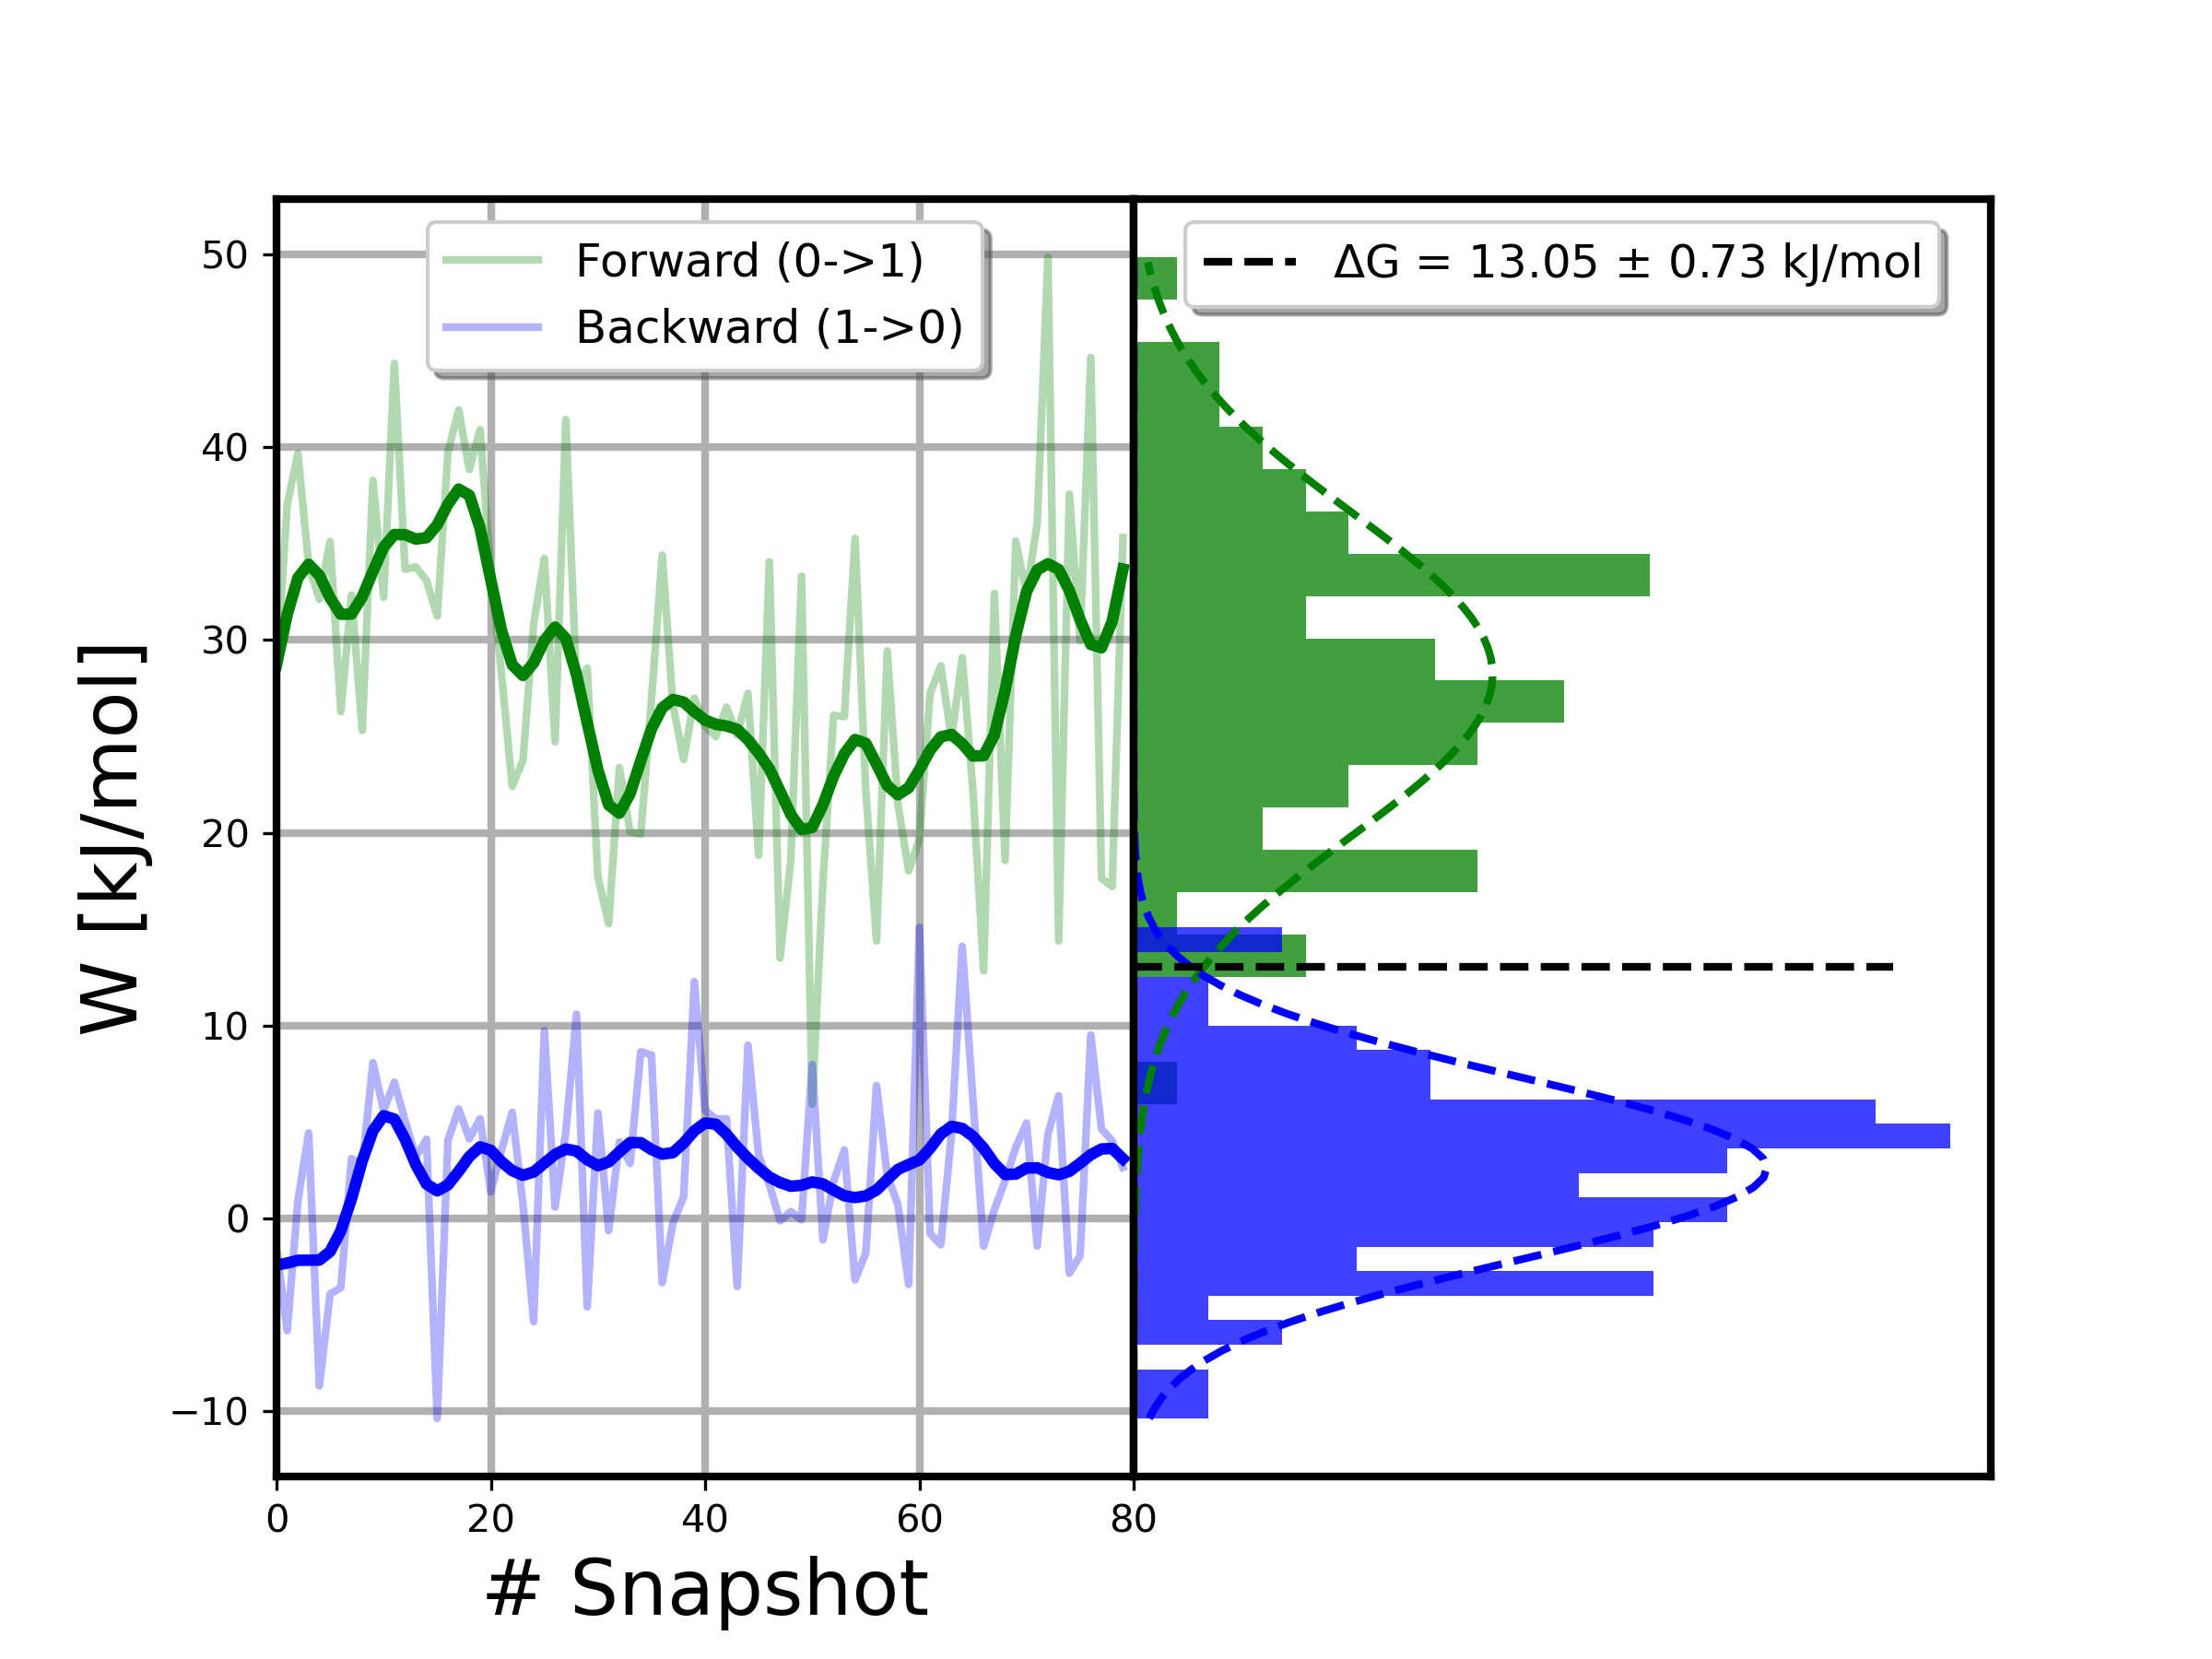 Forward (0->1)
Backward (1->0)
ΔG = 13.05 ± 0.73 kJ/mol
W [kJ/mol]
50
40
30
20
10
0
−10
0 20 40 60 80
# Snapshot